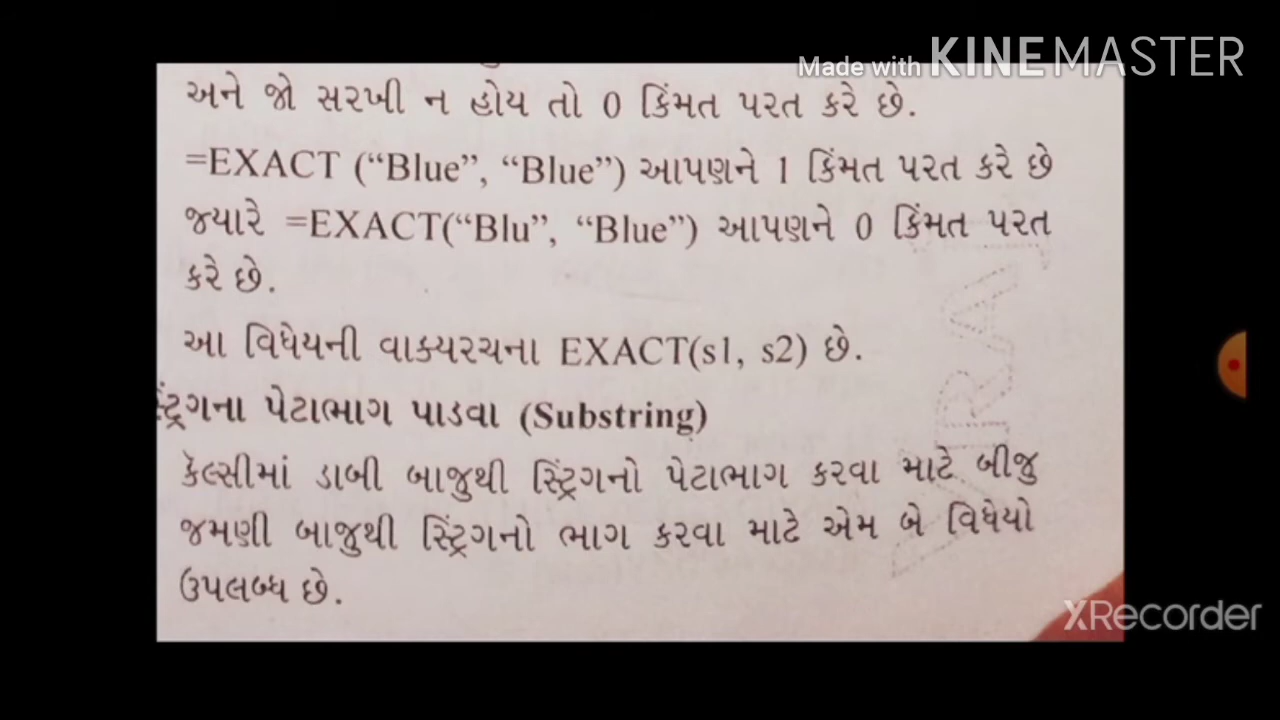 Made with KINEMASTER
અને જો સરખી ન હોય તો 0 કિંમત પરત કરે છે.
=EXACT (“Blue”, “Blue”) આપણને 1 કિંમત પરત કરે છે
જ્યારે =EXACT(“Blu”, “Blue”) આપણને 0 કિંમત પરત
કરે છે.
આ વિધેયની વાક્યરચના EXACT(s1, s2) છે.
સ્ટ્રિંગના પેટાભાગ પાડવા (Substring)
કેલ્સીમાં ડાબી બાજુથી સ્ટ્રિંગનો પેટાભાગ કરવા માટે બીજુ
જમણી બાજુથી સ્ટ્રિંગનો ભાગ કરવા માટે એમ બે વિધેયો
ઉપલબ્ધ છે.
XRecorder